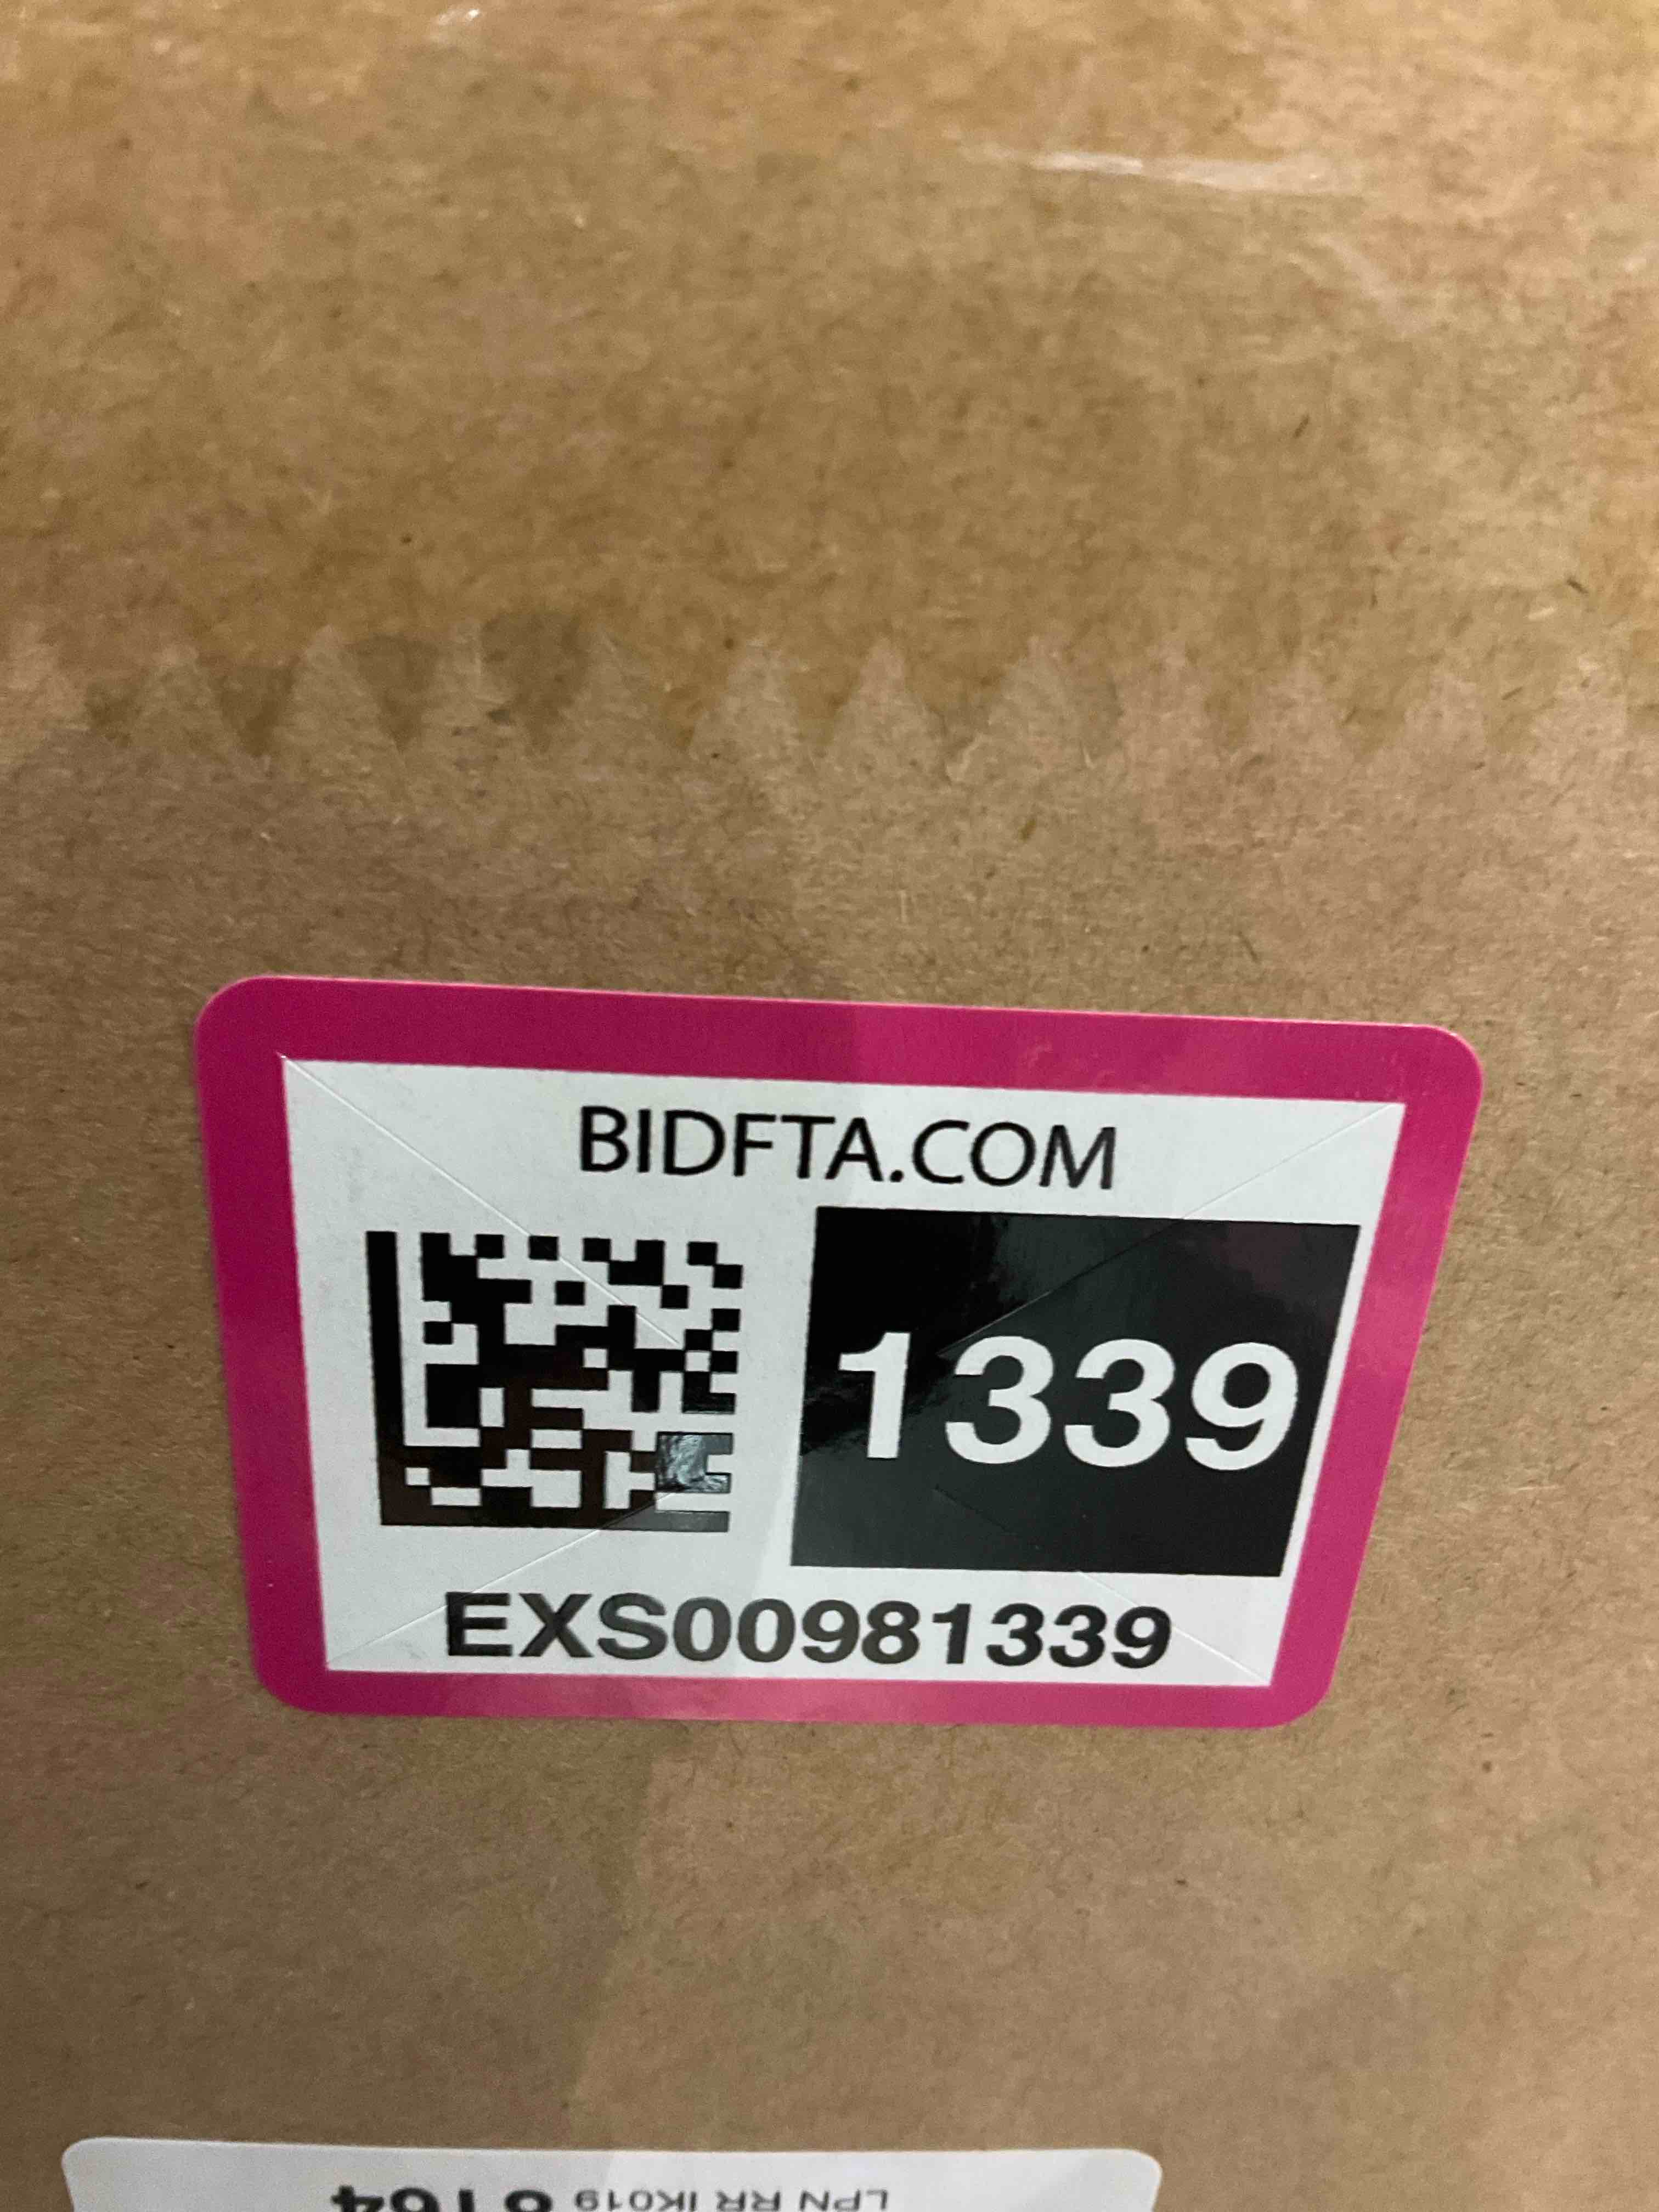 BIDFTA.COM
1339
EXS00981339
LPN RR IK019